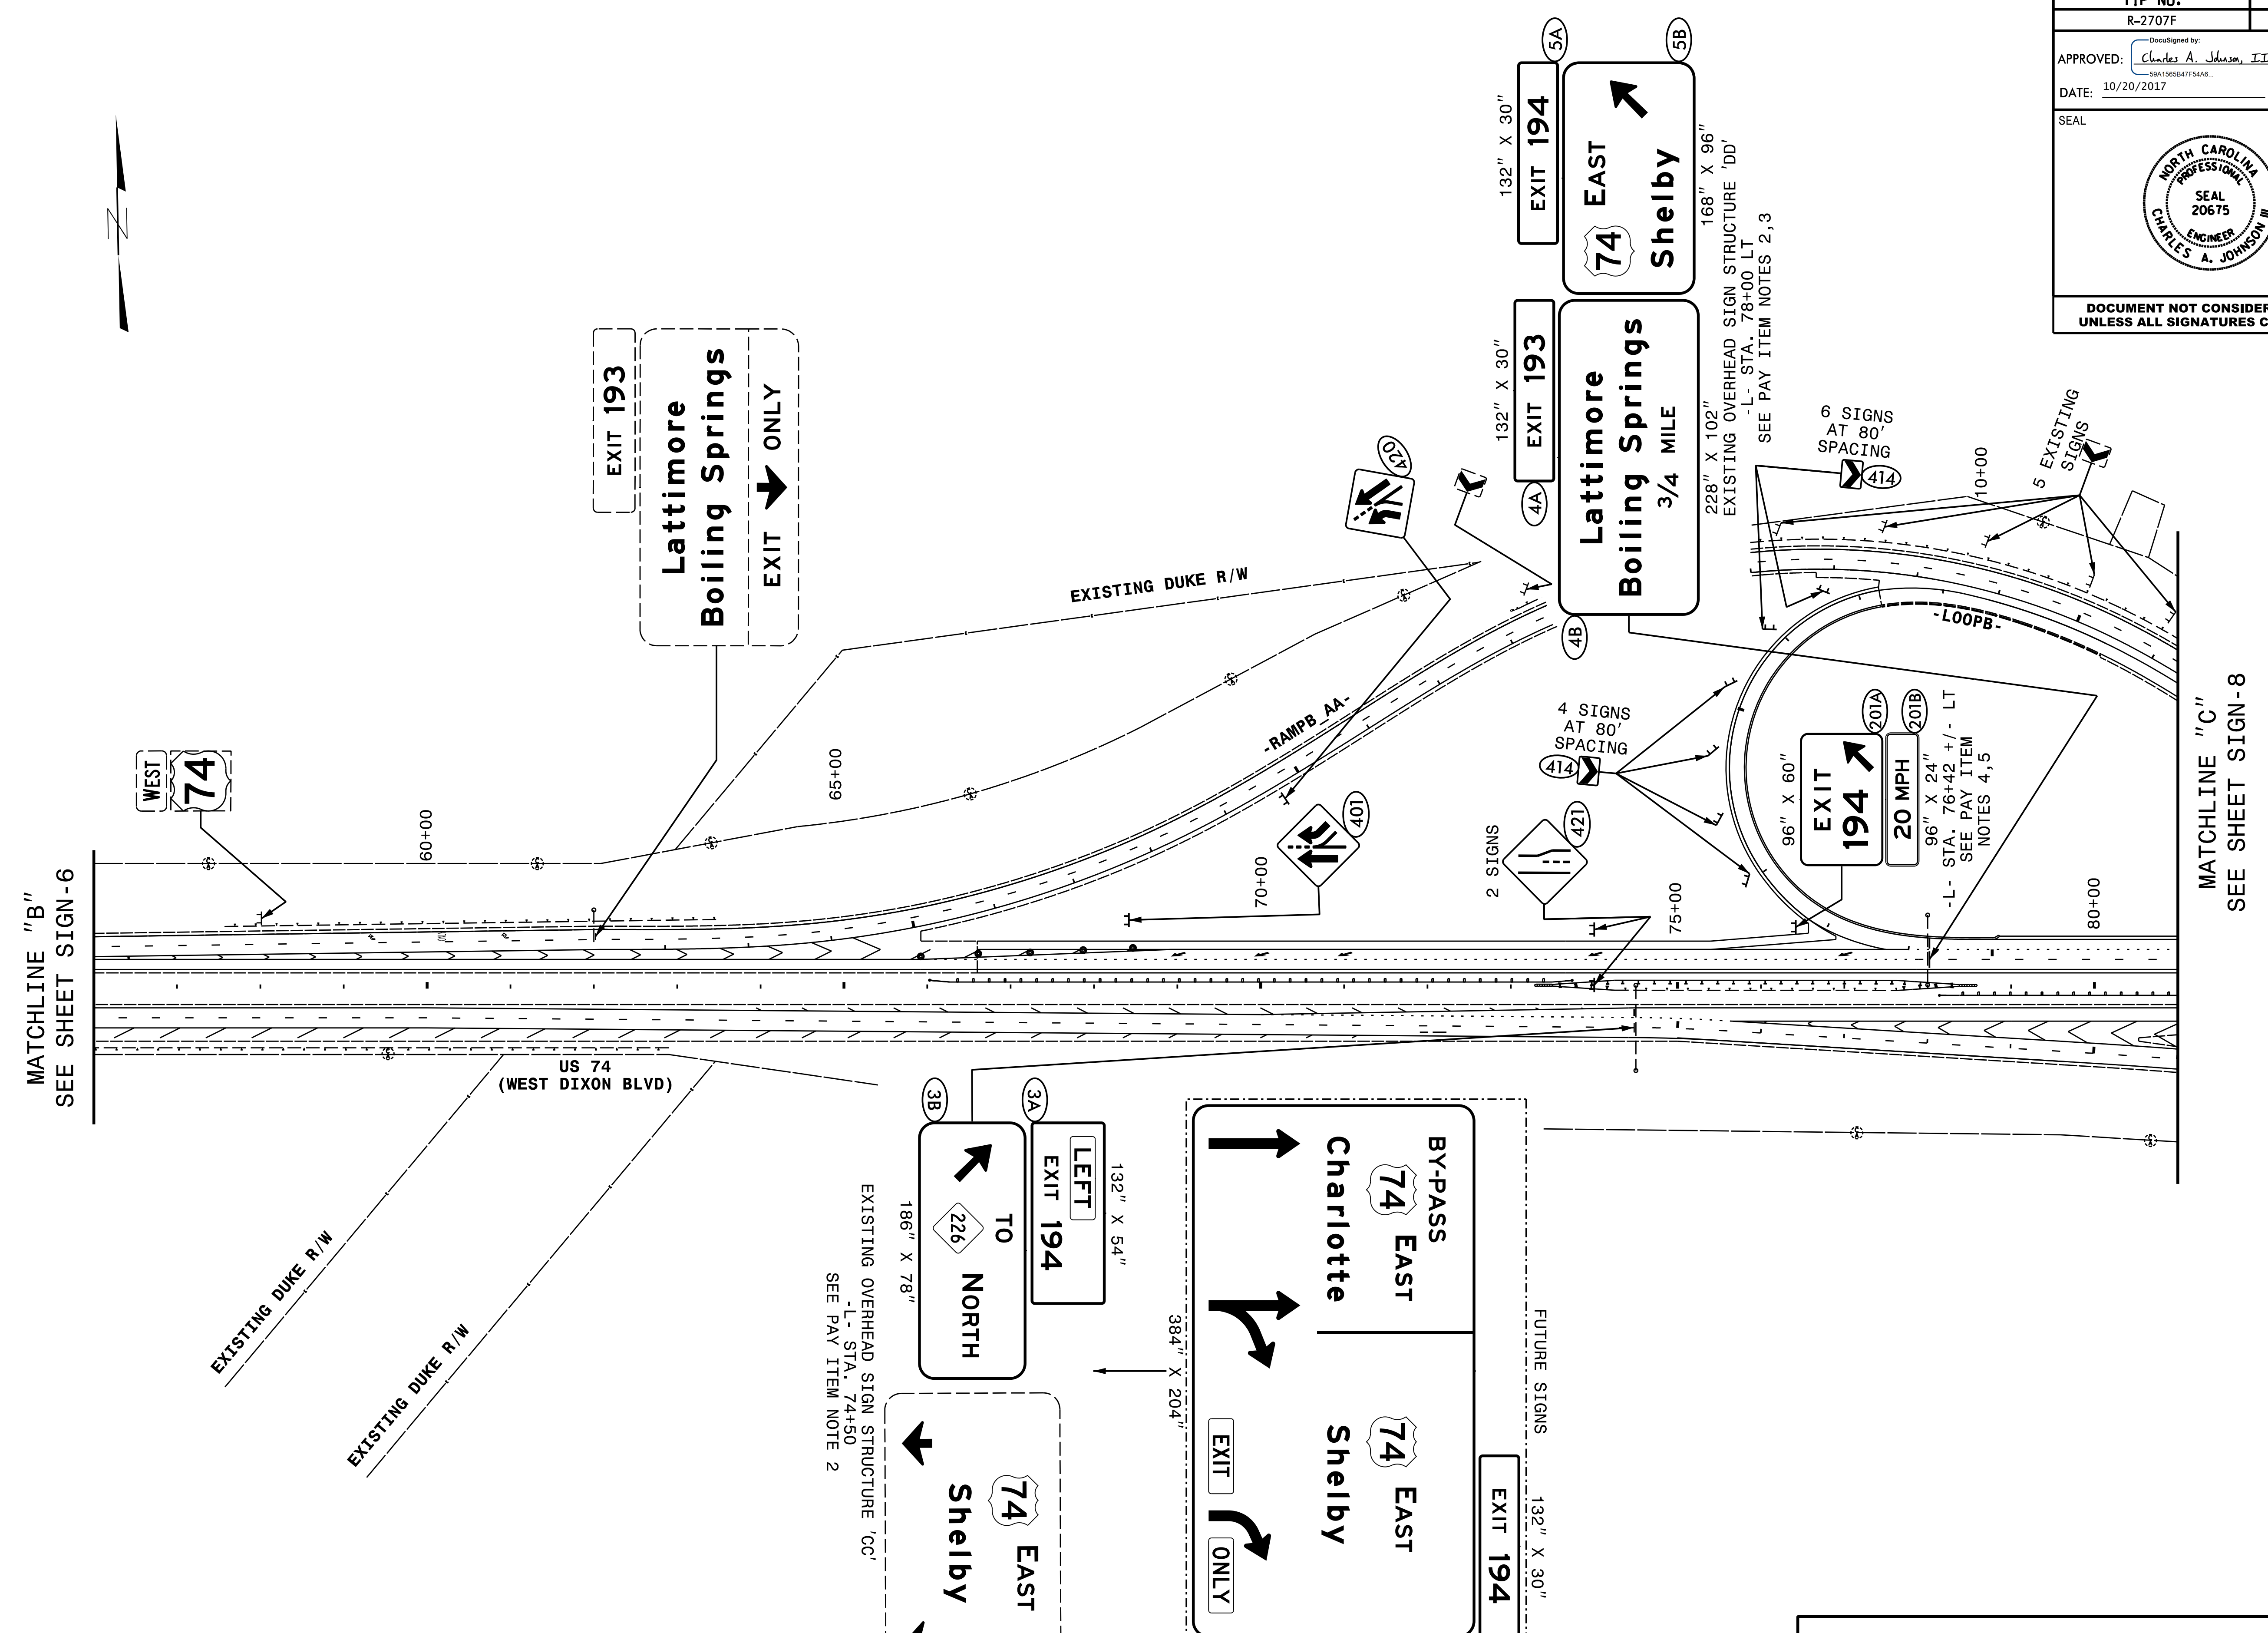 TIP NO.
R-2707F
APPROVED:
DocuSigned by:
Charles A. Johnson, III
59A1565B47F54A6...
DATE: 10/20/2017
SEAL
NORTH CAROLINA
PROFESSIONAL
SEAL
20675
ENGINEER
CHARLES A. JOHNSON III
DOCUMENT NOT CONSIDER
UNLESS ALL SIGNATURES C
N
5A
5B
132" X 30"
EXIT 194
74 EAST
Shelby
168" X 96"
132" X 30"
EXIT 193
4A
Lattimore
Boiling Springs
3/4 MILE
4B
228" X 102"
EXISTING OVERHEAD SIGN STRUCTURE 'DD'
-L- STA. 78+00 LT
SEE PAY ITEM NOTES 2,3
EXIT 193
Lattimore
Boiling Springs
EXIT ONLY
420
6 SIGNS
AT 80'
SPACING
414
10+00
5 EXISTING
SIGNS
EXISTING DUKE R/W
-LOOPB-
-RAMPB_AA-
4 SIGNS
AT 80'
SPACING
414
WEST
74
60+00
65+00
70+00
75+00
80+00
401
2 SIGNS
421
96" X 60"
EXIT
194
20 MPH
201A
201B
96" X 24"
-L- STA. 76+42 +/- LT
SEE PAY ITEM
NOTES 4,5
MATCHLINE "B"
SEE SHEET SIGN-6
MATCHLINE "C"
SEE SHEET SIGN-8
US 74
(WEST DIXON BLVD)
EXISTING DUKE R/W
EXISTING DUKE R/W
3B
3A
132" X 54"
LEFT
EXIT 194
TO
226 NORTH
186" X 78"
EXISTING OVERHEAD SIGN STRUCTURE 'CC'
-L- STA. 74+50
SEE PAY ITEM NOTE 2
74 EAST
Shelby
FUTURE SIGNS
132" X 30"
EXIT 194
BY-PASS
74 EAST
Charlotte
74 EAST
Shelby
EXIT ONLY
384" X 204"